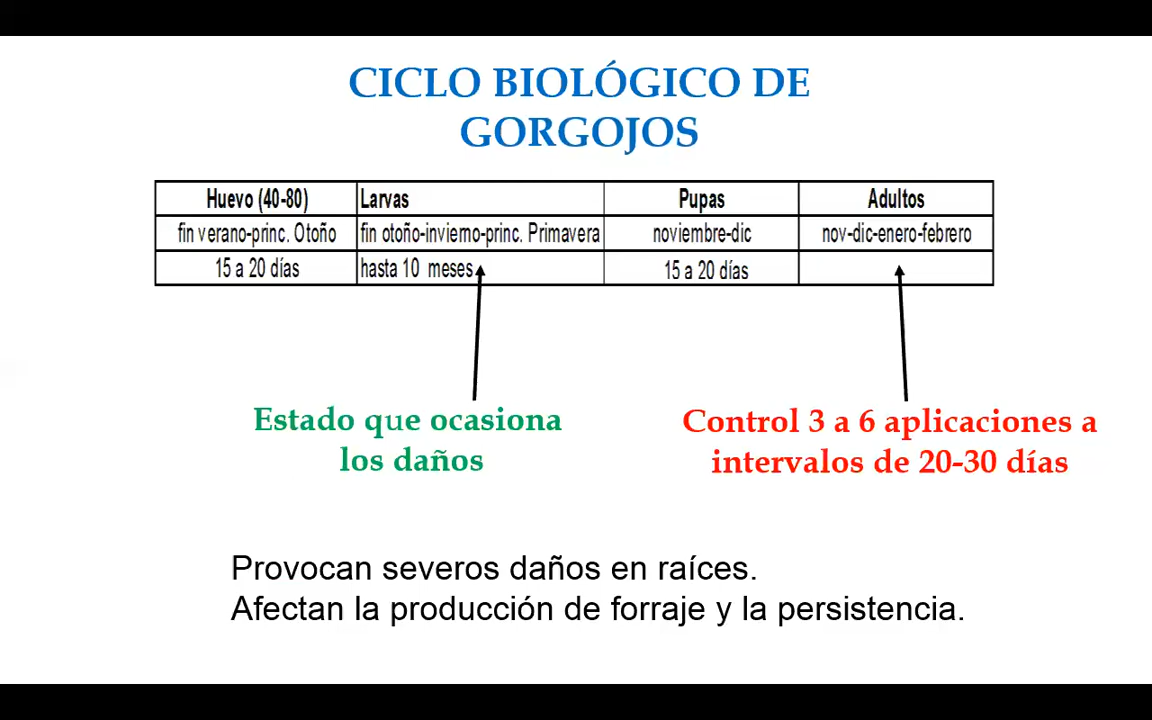 CICLO BIOLÓGICO DE
GORGOJOS
Huevo (40-80) Larvas Pupas Adultos
fin verano-princ. Otoño fin otoño-invierno-princ. Primavera noviembre-dic nov-dic-enero-febrero
15 a 20 días hasta 10 meses 15 a 20 días
Estado que ocasiona
los daños
Control 3 a 6 aplicaciones a
intervalos de 20-30 días
Provocan severos daños en raíces.
Afectan la producción de forraje y la persistencia.